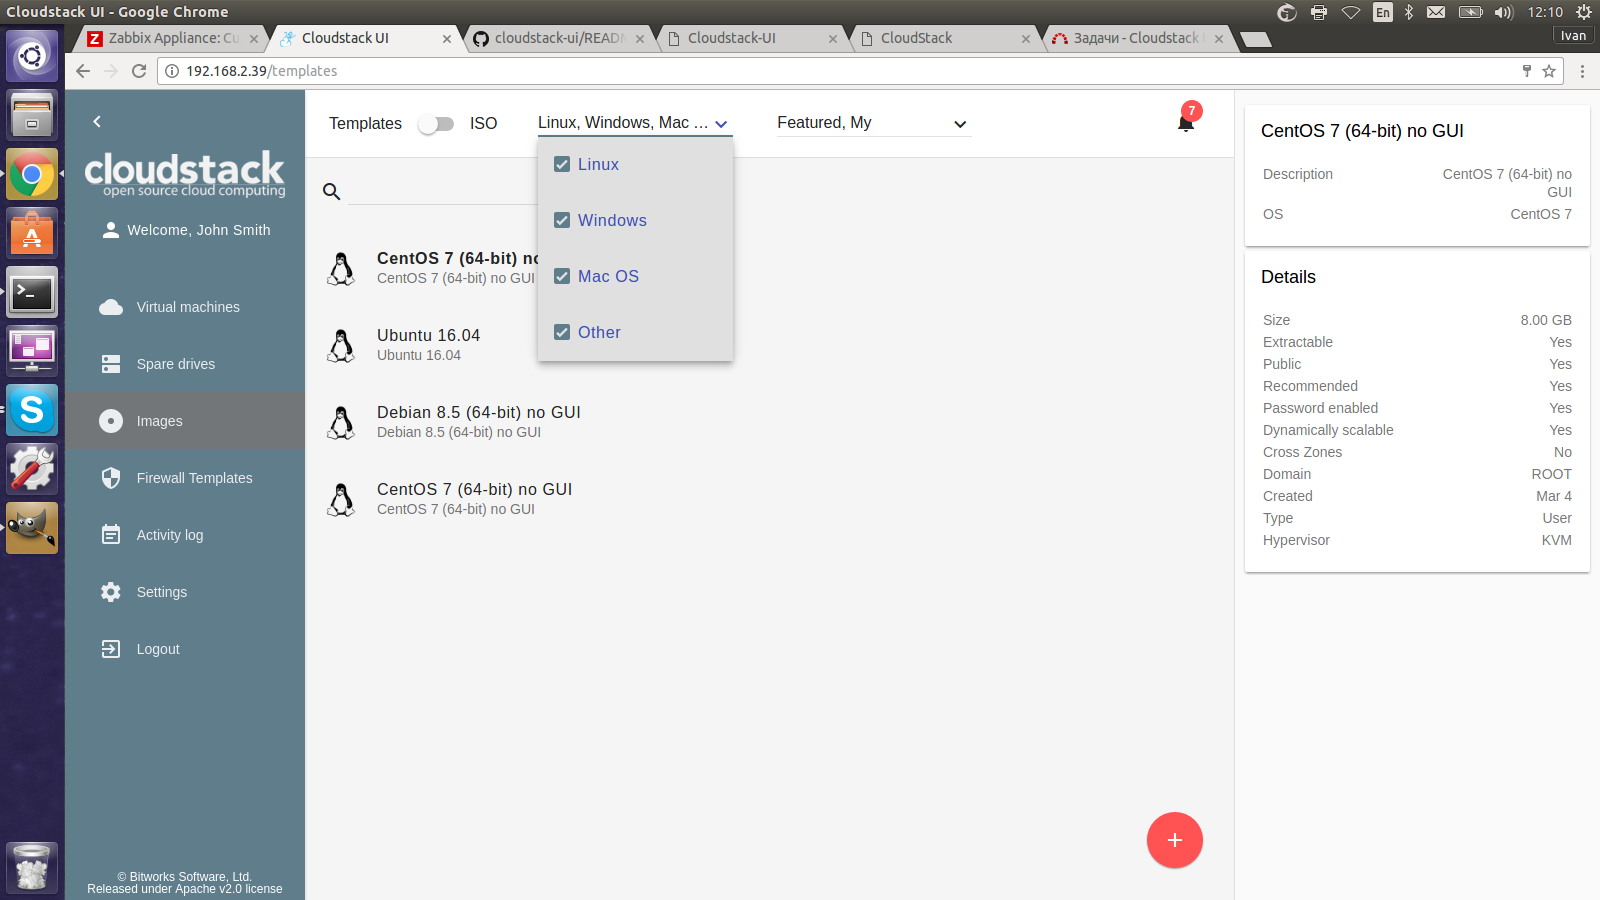 Cloudstack UI - Google Chrome
En
12:10
Ivan
Zabbix Appliance: Cu
Cloudstack UI
cloudstack-ui/READ
Cloudstack-UI
CloudStack
Задачи - Cloudstack
192.168.2.39/templates
cloudstack
open source cloud computing
Welcome, John Smith
Virtual machines
Spare drives
Images
Firewall Templates
Activity log
Settings
Logout
© Bitworks Software, Ltd.
Released under Apache v2.0 license
Templates
ISO
Linux, Windows, Mac ...
Featured, My
7
Linux
Windows
Mac OS
Other
CentOS 7 (64-bit) no
CentOS 7 (64-bit) no GUI
Ubuntu 16.04
Ubuntu 16.04
Debian 8.5 (64-bit) no GUI
Debian 8.5 (64-bit) no GUI
CentOS 7 (64-bit) no GUI
CentOS 7 (64-bit) no GUI
CentOS 7 (64-bit) no GUI
Description CentOS 7 (64-bit) no
GUI
OS CentOS 7
Details
Size 8.00 GB
Extractable Yes
Public Yes
Recommended Yes
Password enabled Yes
Dynamically scalable Yes
Cross Zones No
Domain ROOT
Created Mar 4
Type User
Hypervisor KVM